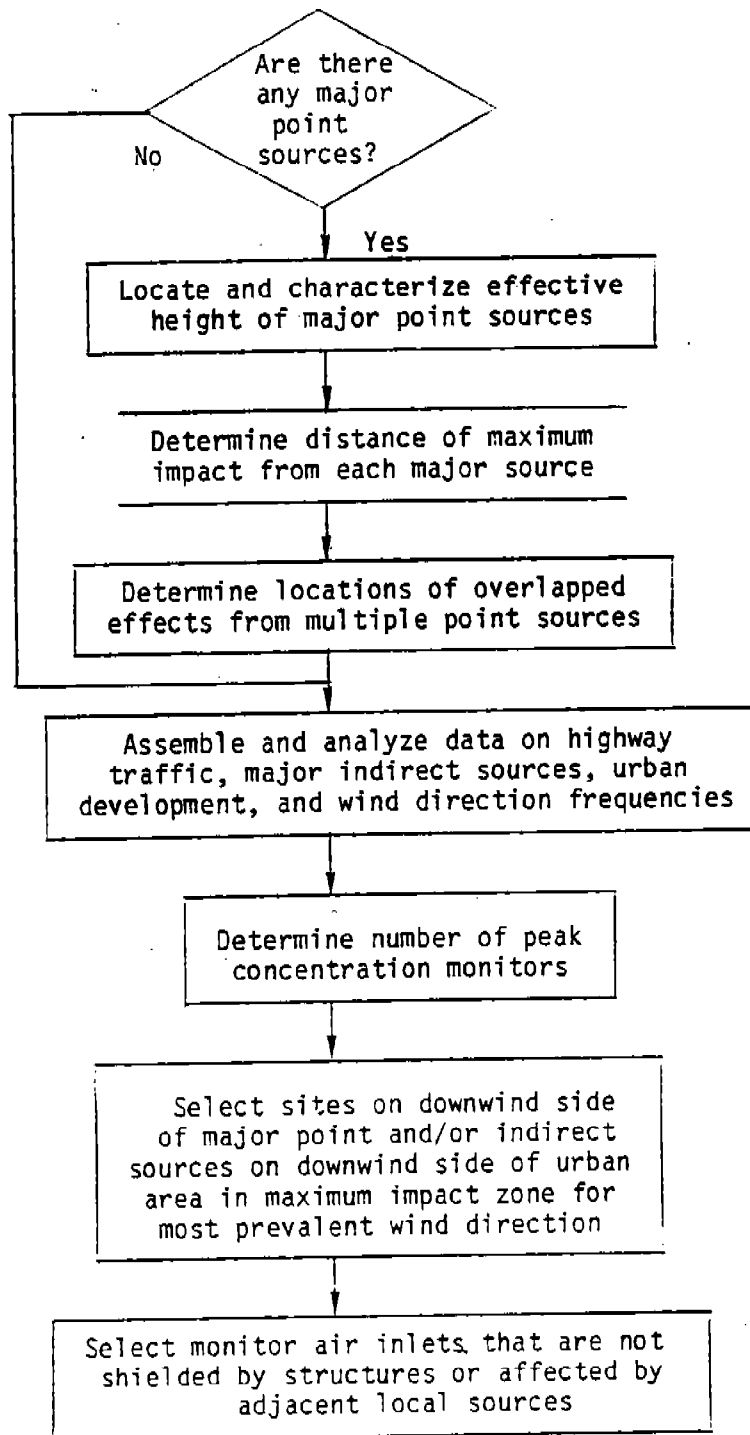 Are there
any major
point
sources?
No
Yes
Locate and characterize effective
height of major point sources
Determine distance of maximum
impact from each major source
Determine locations of overlapped
effects from multiple point sources
Assemble and analyze data on highway
traffic, major indirect sources, urban
development, and wind direction frequencies
Determine number of peak
concentration monitors
Select sites on downwind side
of major point and/or indirect
sources on downwind side of urban
area in maximum impact zone for
most prevalent wind direction
Select monitor air inlets that are not
shielded by structures or affected by
adjacent local sources